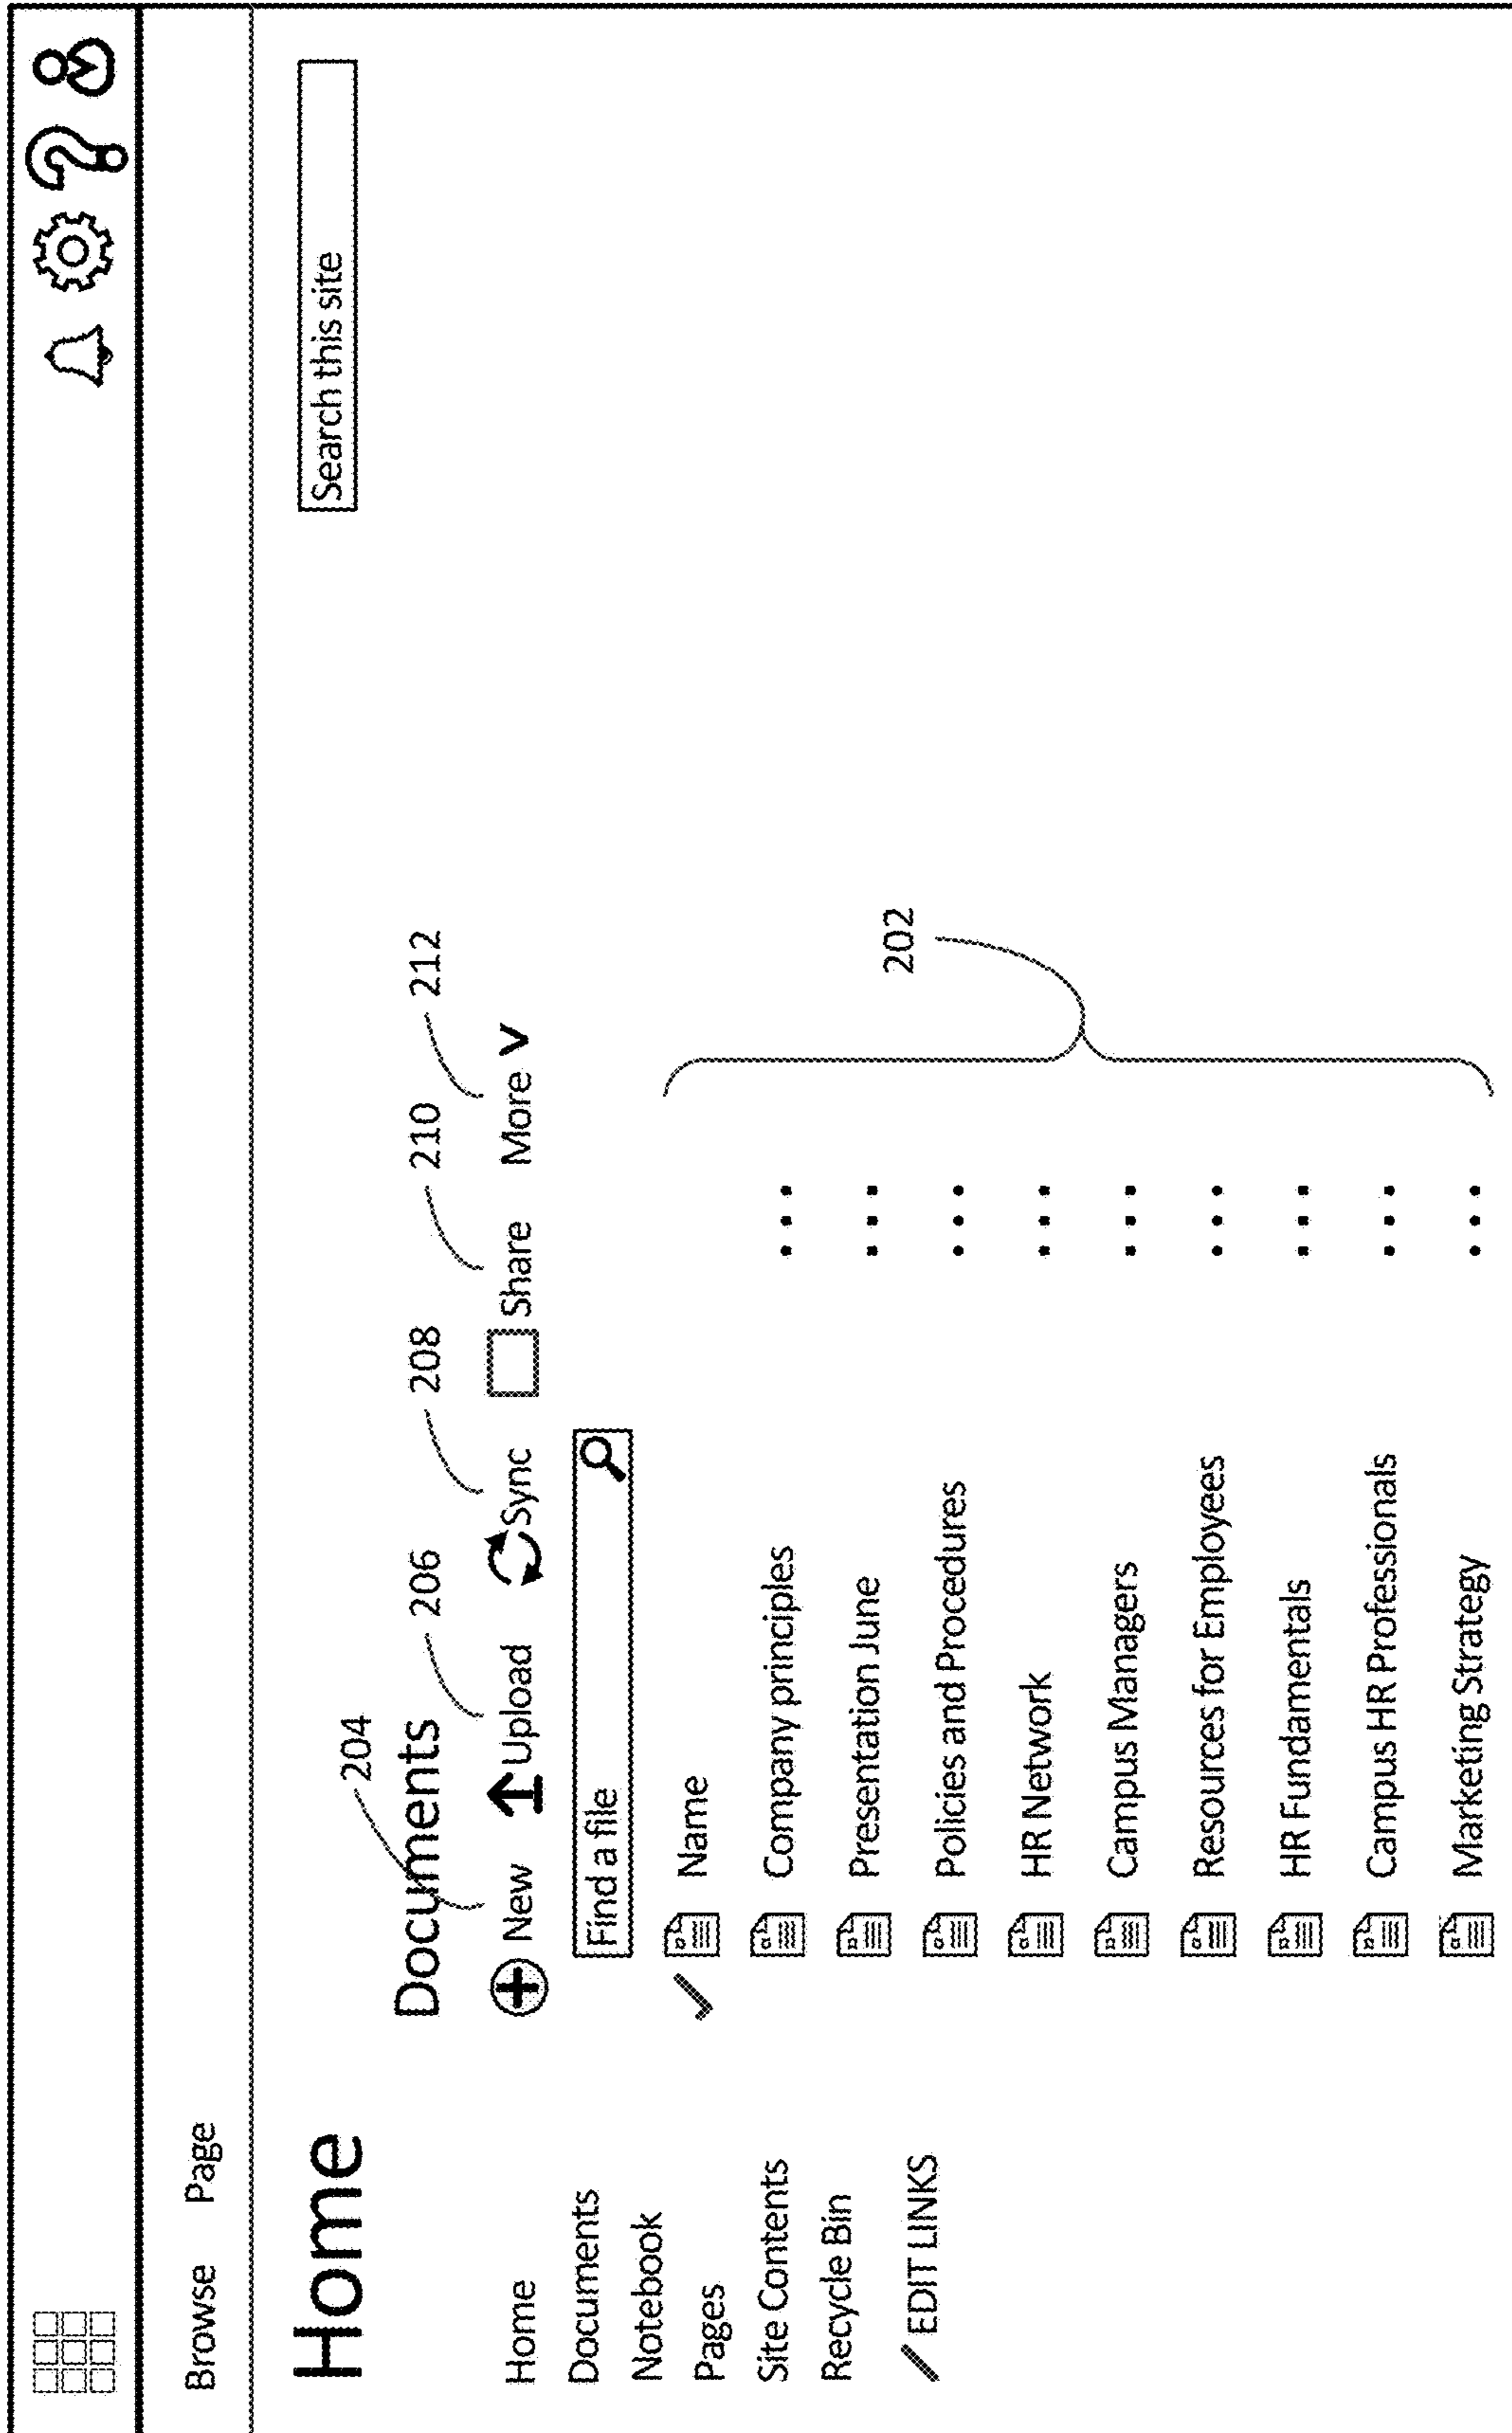 Browse Page
Home
Search this site
204
Documents
206 208 210 212
New Upload Sync Share More v
Find a file
Home
Documents
Notebook
Pages
Site Contents
Recycle Bin
EDIT LINKS
Name
Company principles ...
Presentation June ...
Policies and Procedures ...
HR Network ...
Campus Managers ...
Resources for Employees ...
HR Fundamentals ...
Campus HR Professionals ...
Marketing Strategy ...
202